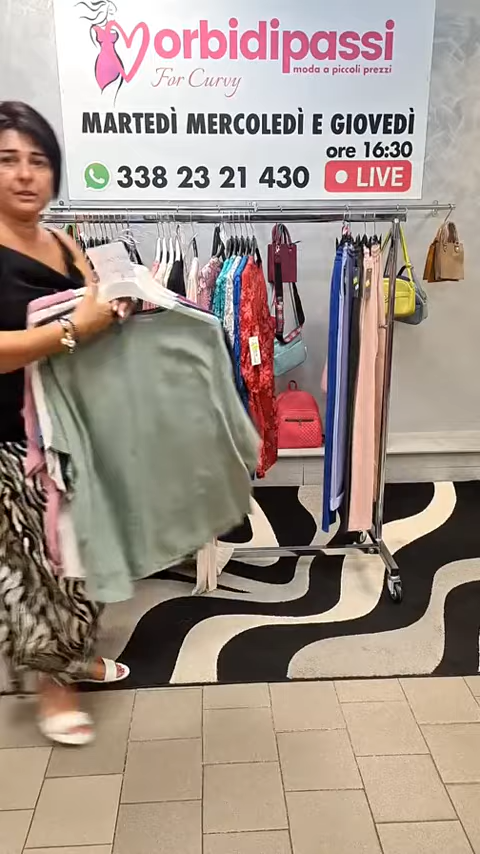 Morbidipassi
moda a piccoli prezzi
For Curvy
MARTEDÌ MERCOLEDÌ E GIOVEDÌ
ore 16:30
338 23 21 430
LIVE